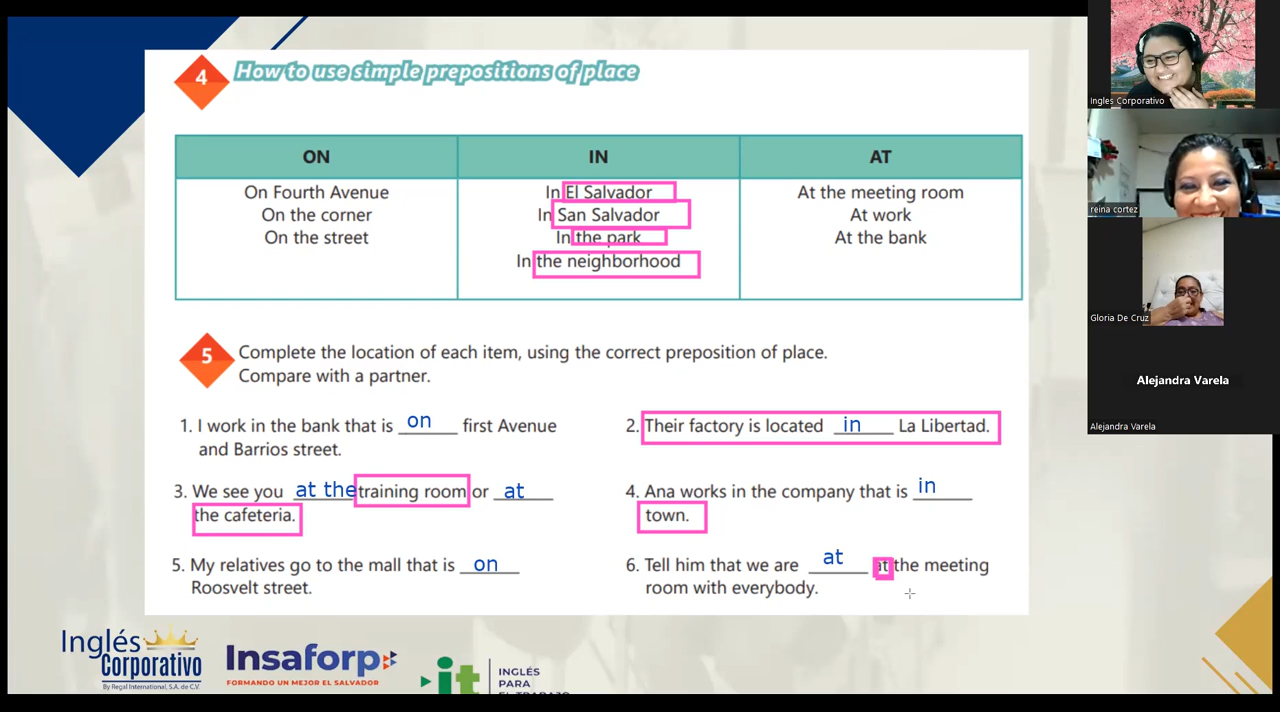 4 How to use simple prepositions of place
ON IN AT
On Fourth Avenue In El Salvador At the meeting room
On the corner In San Salvador At work
On the street In the park At the bank
In the neighborhood
5 Complete the location of each item, using the correct preposition of place.
Compare with a partner.
1. I work in the bank that is on first Avenue
and Barrios street.
2. Their factory is located in La Libertad.
3. We see you at the training room or at
the cafeteria.
4. Ana works in the company that is in
town.
5. My relatives go to the mall that is on
Roosvelt street.
6. Tell him that we are at at the meeting
room with everybody.
Inglés
Corporativo
By Regal International, S.A. de C.V.
Insaforp
FORMANDO UN MEJOR EL SALVADOR
it
INGLÉS
PARA
EL TRABAJO
Ingles Corporativo
reina cortez
Gloria De Cruz
Alejandra Varela
Alejandra Varela